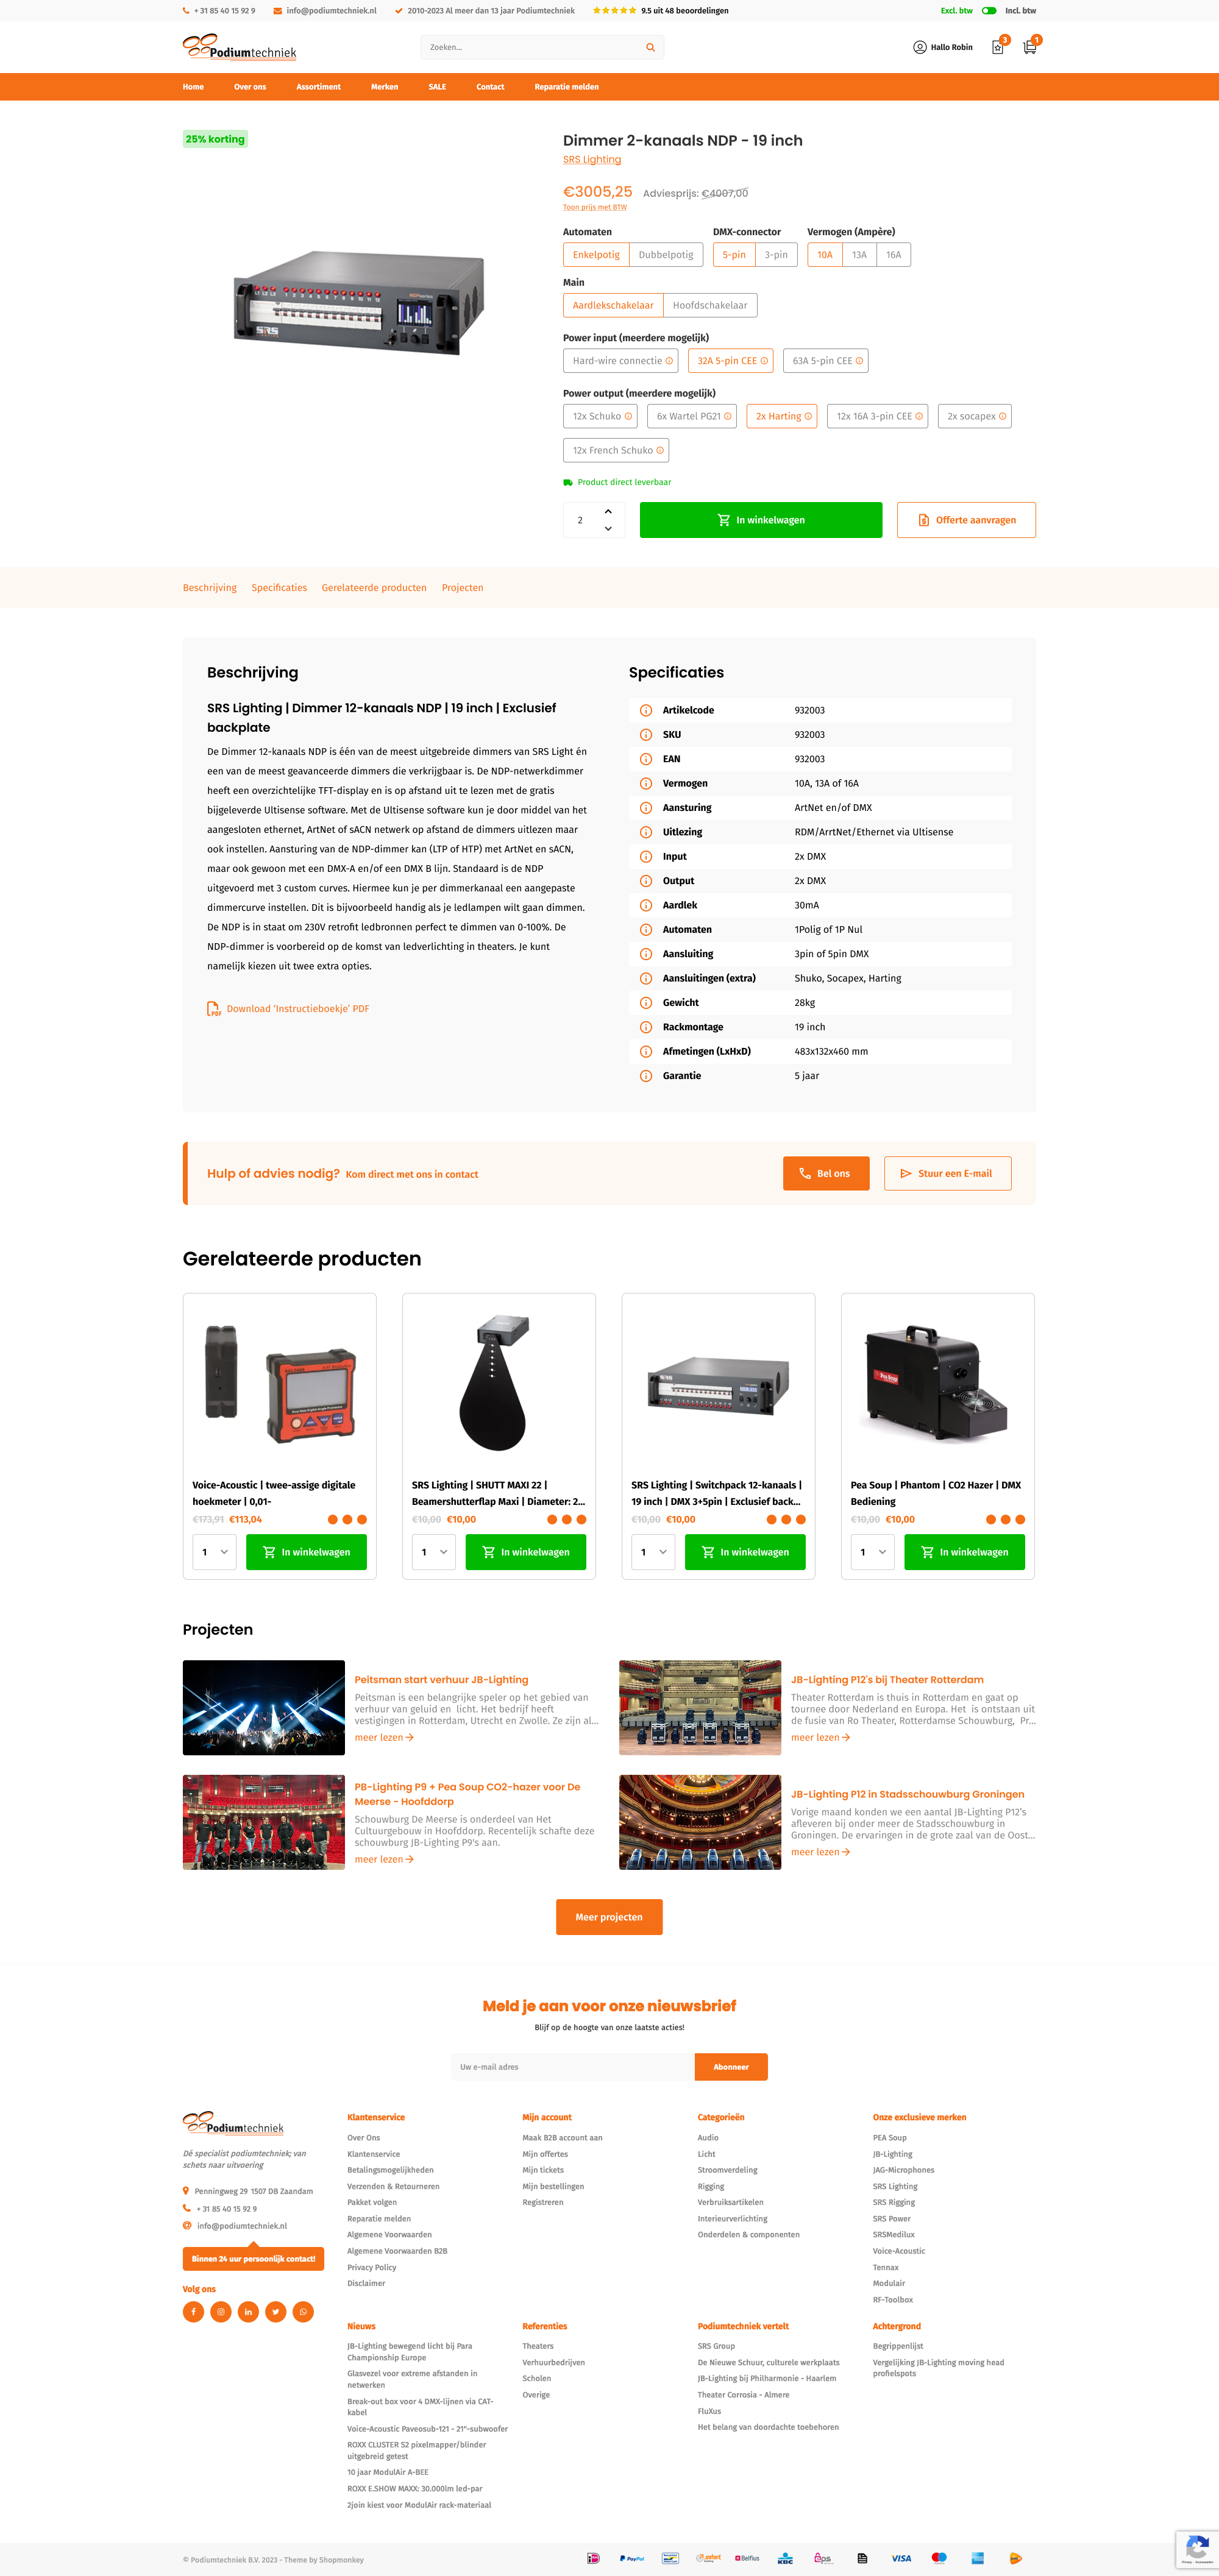 + 31 85 40 15 92 9
info@podiumtechniek.nl
2010-2023 Al meer dan 13 jaar Podiumtechniek
9.5 uit 48 beoordelingen
Excl. btw
Incl. btw
Podiumtechniek
Zoeken...
Hallo Robin
3
1
Home
Over ons
Assortiment
Merken
SALE
Contact
Reparatie melden
25% korting
Dimmer 2-kanaals NDP - 19 inch
SRS Lighting
€3005,25
Adviesprijs: €4007,00
Toon prijs met BTW
Automaten
DMX-connector
Vermogen (Ampère)
Enkelpotig
Dubbelpotig
5-pin
3-pin
10A
13A
16A
Main
Aardlekschakelaar
Hoofdschakelaar
Power input (meerdere mogelijk)
Hard-wire connectie
32A 5-pin CEE
63A 5-pin CEE
Power output (meerdere mogelijk)
12x Schuko
6x Wartel PG21
2x Harting
12x 16A 3-pin CEE
2x socapex
12x French Schuko
Product direct leverbaar
2
In winkelwagen
Offerte aanvragen
Beschrijving
Specificaties
Gerelateerde producten
Projecten
Beschrijving
SRS Lighting | Dimmer 12-kanaals NDP | 19 inch | Exclusief
backplate
De Dimmer 12-kanaals NDP is één van de meest uitgebreide dimmers van SRS Light én
een van de meest geavanceerde dimmers die verkrijgbaar is. De NDP-netwerkdimmer
heeft een overzichtelijke TFT-display en is op afstand uit te lezen met de gratis
bijgeleverde Ultisense software. Met de Ultisense software kun je door middel van het
aangesloten ethernet, ArtNet of sACN netwerk op afstand de dimmers uitlezen maar
ook instellen. Aansturing van de NDP-dimmer kan (LTP of HTP) met ArtNet en sACN,
maar ook gewoon met een DMX-A en/of een DMX B lijn. Standaard is de NDP
uitgevoerd met 3 custom curves. Hiermee kun je per dimmerkanaal een aangepaste
dimmercurve instellen. Dit is bijvoorbeeld handig als je ledlampen wilt gaan dimmen.
De NDP is in staat om 230V retrofit ledbronnen perfect te dimmen van 0-100%. De
NDP-dimmer is voorbereid op de komst van ledverlichting in theaters. Je kunt
namelijk kiezen uit twee extra opties.
Download 'Instructieboekje' PDF
Specificaties
Artikelcode 932003
SKU 932003
EAN 932003
Vermogen 10A, 13A of 16A
Aansturing ArtNet en/of DMX
Uitlezing RDM/ArrtNet/Ethernet via Ultisense
Input 2x DMX
Output 2x DMX
Aardlek 30mA
Automaten 1Polig of 1P Nul
Aansluiting 3pin of 5pin DMX
Aansluitingen (extra) Shuko, Socapex, Harting
Gewicht 28kg
Rackmontage 19 inch
Afmetingen (LxHxD) 483x132x460 mm
Garantie 5 jaar
Hulp of advies nodig? Kom direct met ons in contact
Bel ons
Stuur een E-mail
Gerelateerde producten
Voice-Acoustic | twee-assige digitale
hoekmeter | 0,01-
€173,91 €113,04
1
In winkelwagen
SRS Lighting | SHUTT MAXI 22 |
Beamershutterflap Maxi | Diameter: 2...
€10,00 €10,00
1
In winkelwagen
SRS Lighting | Switchpack 12-kanaals |
19 inch | DMX 3+5pin | Exclusief back...
€10,00 €10,00
1
In winkelwagen
Pea Soup | Phantom | CO2 Hazer | DMX
Bediening
€10,00 €10,00
1
In winkelwagen
Projecten
Peitsman start verhuur JB-Lighting
Peitsman is een belangrijke speler op het gebied van
verhuur van geluid en licht. Het bedrijf heeft
vestigingen in Rotterdam, Utrecht en Zwolle. Ze zijn al...
meer lezen
JB-Lighting P12's bij Theater Rotterdam
Theater Rotterdam is thuis in Rotterdam en gaat op
tournee door Nederland en Europa. Het is ontstaan uit
de fusie van Ro Theater, Rotterdamse Schouwburg, Pr...
meer lezen
PB-Lighting P9 + Pea Soup CO2-hazer voor De
Meerse - Hoofddorp
Schouwburg De Meerse is onderdeel van Het
Cultuurgebouw in Hoofddorp. Recentelijk schafte deze
schouwburg JB-Lighting P9's aan.
meer lezen
JB-Lighting P12 in Stadsschouwburg Groningen
Vorige maand konden we een aantal JB-Lighting P12's
afleveren bij onder meer de Stadsschouwburg in
Groningen. De ervaringen in de grote zaal van de Oost...
meer lezen
Meer projecten
Meld je aan voor onze nieuwsbrief
Blijf op de hoogte van onze laatste acties!
Uw e-mail adres
Abonneer
Podiumtechniek
Dé specialist podiumtechniek; van
schets naar uitvoering
Penningweg 29 1507 DB Zaandam
+ 31 85 40 15 92 9
info@podiumtechniek.nl
Binnen 24 uur persoonlijk contact!
Volg ons
Klantenservice
Over Ons
Klantenservice
Betalingsmogelijkheden
Verzenden & Retourneren
Pakket volgen
Reparatie melden
Algemene Voorwaarden
Algemene Voorwaarden B2B
Privacy Policy
Disclaimer
Mijn account
Maak B2B account aan
Mijn offertes
Mijn tickets
Mijn bestellingen
Registreren
Categorieën
Audio
Licht
Stroomverdeling
Rigging
Verbruiksartikelen
Interieurverlichting
Onderdelen & componenten
Onze exclusieve merken
PEA Soup
JB-Lighting
JAG-Microphones
SRS Lighting
SRS Rigging
SRS Power
SRSMedilux
Voice-Acoustic
Tennax
Modulair
RF-Toolbox
Nieuws
JB-Lighting bewegend licht bij Para
Championship Europe
Glasvezel voor extreme afstanden in
netwerken
Break-out box voor 4 DMX-lijnen via CAT-
kabel
Voice-Acoustic Paveosub-121 - 21"-subwoofer
ROXX CLUSTER S2 pixelmapper/blinder
uitgebreid getest
10 jaar ModulAir A-BEE
ROXX E.SHOW MAXX: 30.000lm led-par
2join kiest voor ModulAir rack-materiaal
Referenties
Theaters
Verhuurbedrijven
Scholen
Overige
Podiumtechniek vertelt
SRS Group
De Nieuwe Schuur, culturele werkplaats
JB-Lighting bij Philharmonie - Haarlem
Theater Corrosia - Almere
FluXus
Het belang van doordachte toebehoren
Achtergrond
Begrippenlijst
Vergelijking JB-Lighting moving head
profielspots
© Podiumtechniek B.V. 2023 - Theme by Shopmonkey
PayPal
Belfius
KBC
eps
VISA